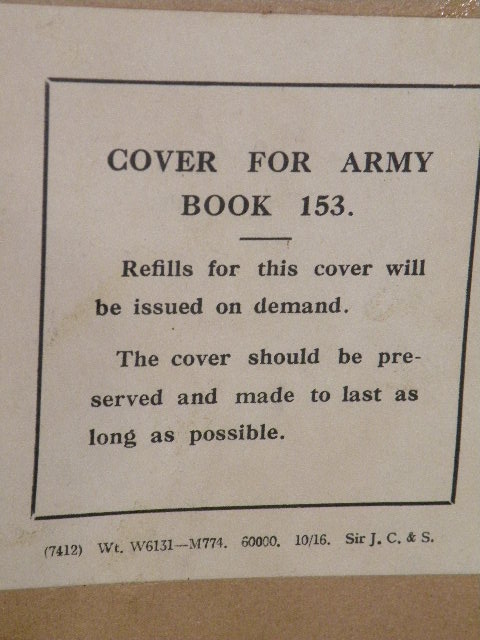 COVER FOR ARMY
BOOK 153.
Refills for this cover will
be issued on demand.
The cover should be pre-
served and made to last as
long as possible.
(7412) Wt. W6131—M774. 60000. 10/16. Sir J. C. & S.